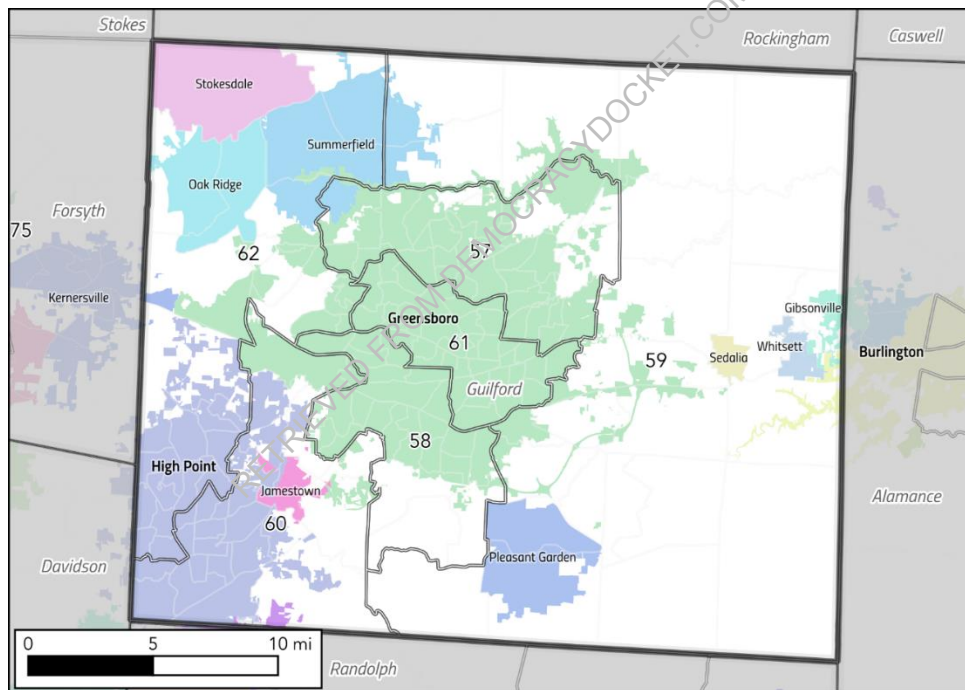 Stokes
Rockingham
Caswell
Stokesdale
Summerfield
Oak Ridge
Forsyth
75
62
57
Kernersville
Greensboro
Gibsonville
61
59
Sedalia
Whitsett
Burlington
Guilford
58
High Point
Jamestown
60
Alamance
Pleasant Garden
Davidson
0 5 10 mi
Randolph
RETRIEVED FROM DEMOCRACYDOCKET.COM